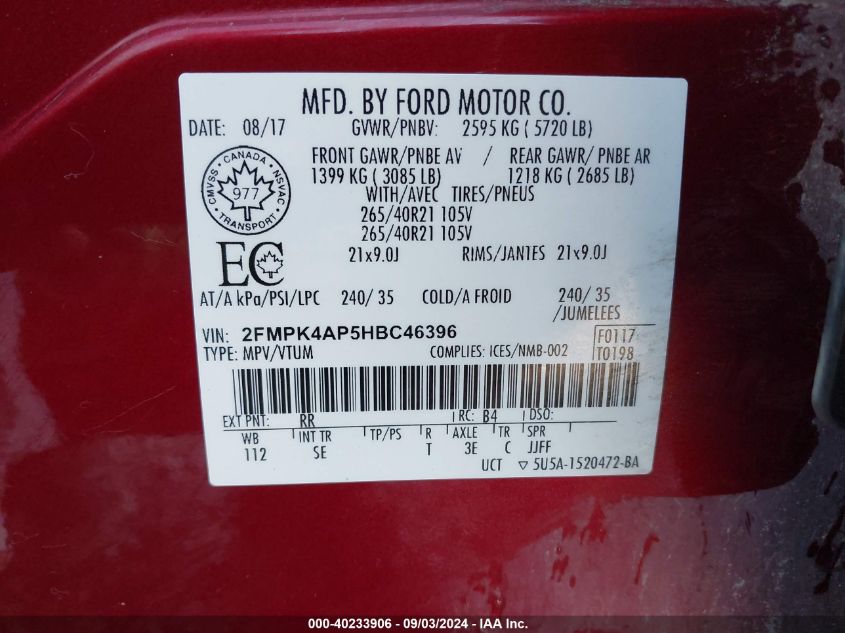 MFD. BY FORD MOTOR CO.
DATE: 08/17 GVWR/PNBV: 2595 KG ( 5720 LB)
FRONT GAWR/PNBE AV / REAR GAWR/ PNBE AR
1399 KG ( 3085 LB) 1218 KG ( 2685 LB)
WITH/AVEC TIRES/PNEUS
265/40R21 105V
265/40R21 105V
21x9.0J RIMS/JANTES 21x9.0J
CANADA
CMVSS NSVAC
977
TRANSPORT
EC
AT/A kPa/PSI/LPC 240/ 35 COLD/A FROID 240/ 35
/JUMELEES
VIN: 2FMPK4AP5HBC46396 F0117
TYPE: MPV/VTUM COMPLIES: ICES/NMB-002 T0198
EXT PNT: RR RC: B4 DSO:
WB INT TR TP/PS R AXLE TR SPR
112 SE T 3E C JJFF
UCT ▽ 5U5A-1520472-BA
000-40233906 - 09/03/2024 - IAA Inc.